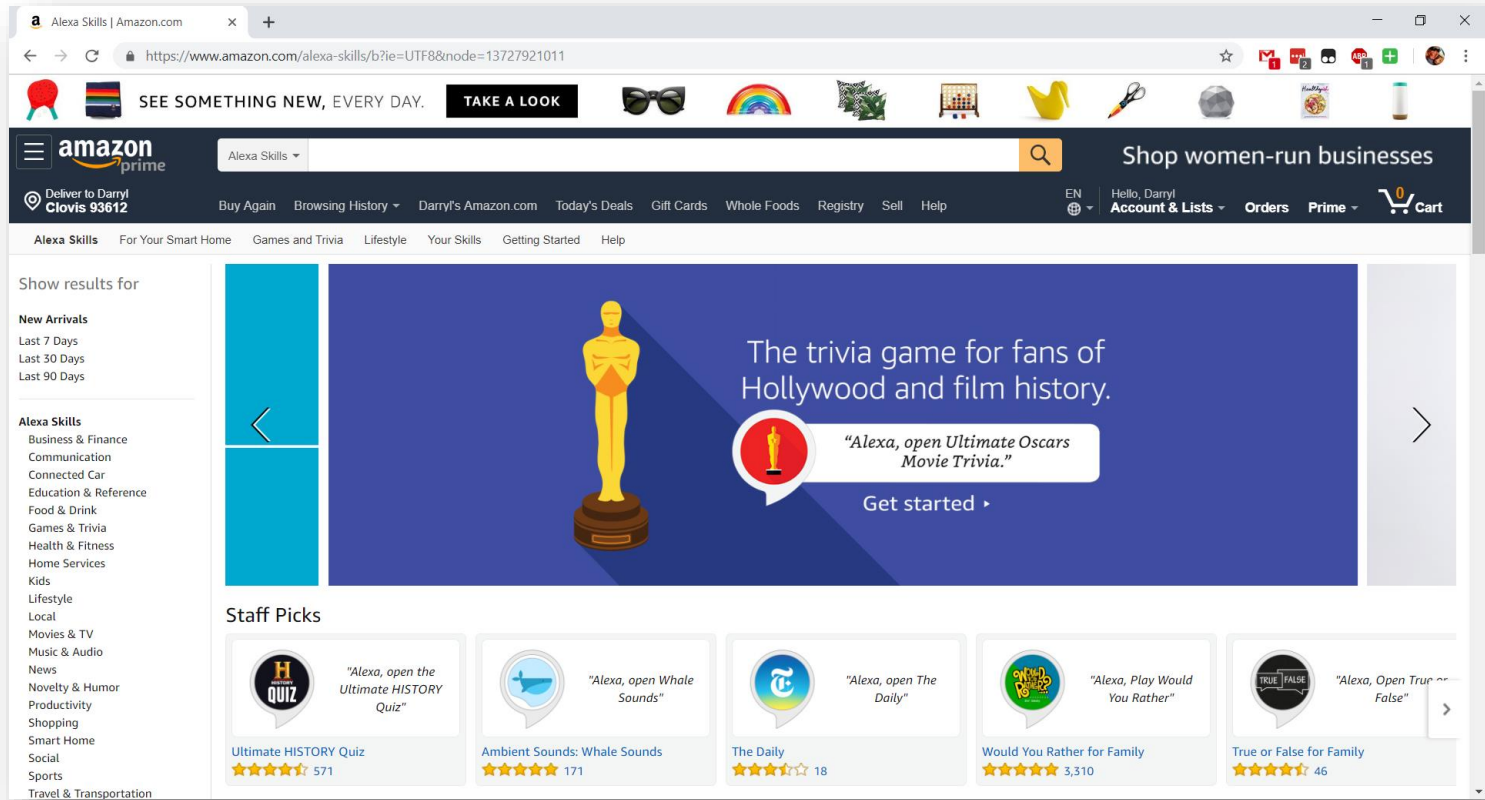 Alexa Skills | Amazon.com
https://www.amazon.com/alexa-skills/b?ie=UTF8&node=13727921011
1
2
ABP
1
SEE SOMETHING NEW, EVERY DAY.
TAKE A LOOK
amazon
prime
Alexa Skills
Shop women-run businesses
Deliver to Darryl
Clovis 93612
Buy Again Browsing History Darryl's Amazon.com Today's Deals Gift Cards Whole Foods Registry Sell Help
EN
Hello, Darryl
Account & Lists
Orders
Prime
0
Cart
Alexa Skills For Your Smart Home Games and Trivia Lifestyle Your Skills Getting Started Help
Show results for
New Arrivals
Last 7 Days
Last 30 Days
Last 90 Days
Alexa Skills
Business & Finance
Communication
Connected Car
Education & Reference
Food & Drink
Games & Trivia
Health & Fitness
Home Services
Kids
Lifestyle
Local
Movies & TV
Music & Audio
News
Novelty & Humor
Productivity
Shopping
Smart Home
Social
Sports
Travel & Transportation
The trivia game for fans of
Hollywood and film history.
"Alexa, open Ultimate Oscars
Movie Trivia."
Get started
Staff Picks
H
HISTORY
QUIZ
"Alexa, open the
Ultimate HISTORY
Quiz"
Ultimate HISTORY Quiz
571
"Alexa, open Whale
Sounds"
Ambient Sounds: Whale Sounds
171
"Alexa, open The
Daily"
The Daily
18
WOULD YOU
RATHER?
"Alexa, Play Would
You Rather"
Would You Rather for Family
3,310
TRUE FALSE
"Alexa, Open True or
False"
True or False for Family
46